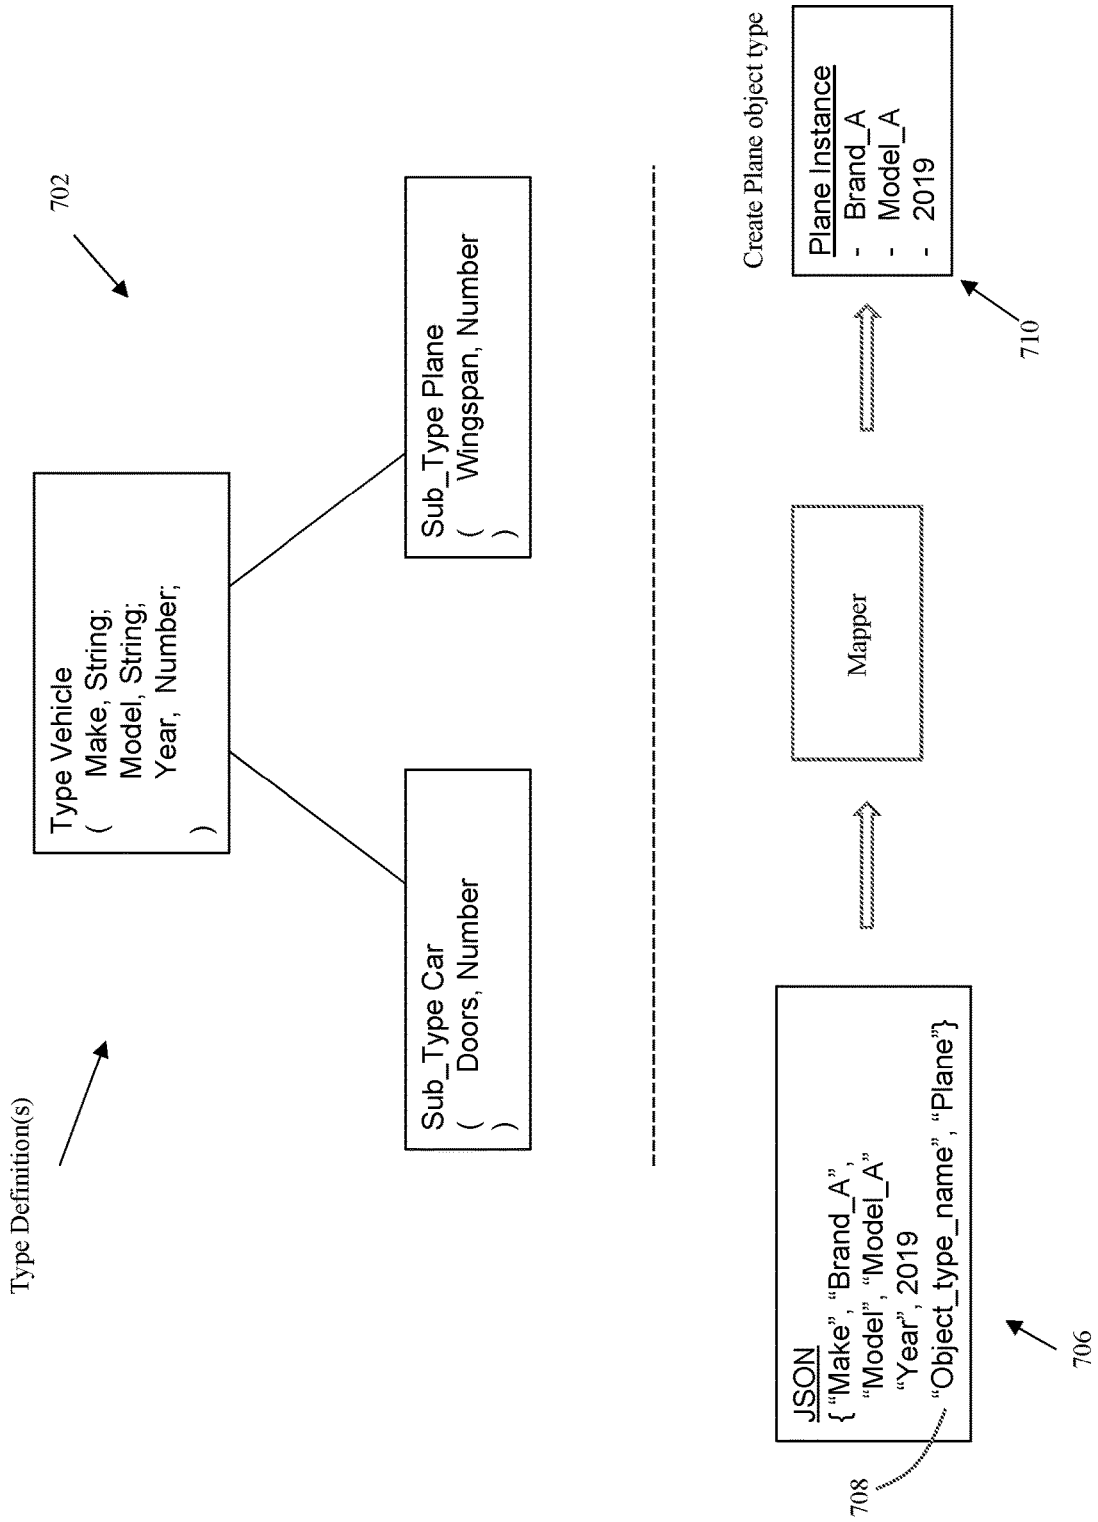 Type Definition(s)
702
Type Vehicle
( Make, String;
Model, String;
Year, Number;
)
Sub_Type Car
( Doors, Number
)
Sub_Type Plane
( Wingspan, Number
)
JSON
{ “Make”, “Brand_A”,
“Model”, “Model_A”
“Year”, 2019
“Object_type_name”, “Plane”}
708
706
Mapper
Create Plane object type
Plane Instance
- Brand_A
- Model_A
- 2019
710